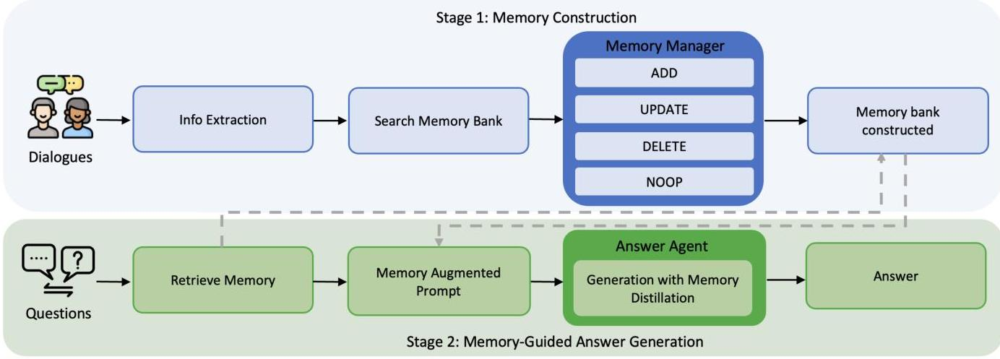 Stage 1: Memory Construction
Dialogues
Info Extraction
Search Memory Bank
Memory Manager
ADD
UPDATE
DELETE
NOOP
Memory bank
constructed
....
?
Questions
Retrieve Memory
Memory Augmented
Prompt
Answer Agent
Generation with Memory
Distillation
Answer
Stage 2: Memory-Guided Answer Generation